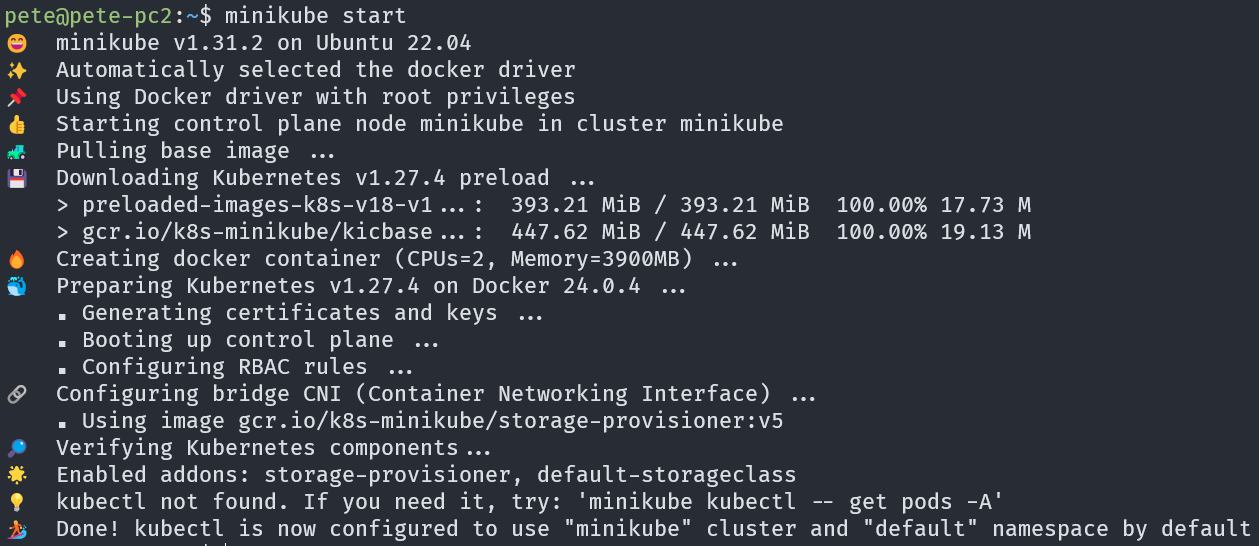 pete@pete-pc2:~$ minikube start
😄 minikube v1.31.2 on Ubuntu 22.04
✨ Automatically selected the docker driver
📌 Using Docker driver with root privileges
👍 Starting control plane node minikube in cluster minikube
🚜 Pulling base image ...
💾 Downloading Kubernetes v1.27.4 preload ...
> preloaded-images-k8s-v18-v1...: 393.21 MiB / 393.21 MiB 100.00% 17.73 M
> gcr.io/k8s-minikube/kicbase...: 447.62 MiB / 447.62 MiB 100.00% 19.13 M
🔥 Creating docker container (CPUs=2, Memory=3900MB) ...
🐳 Preparing Kubernetes v1.27.4 on Docker 24.0.4 ...
▪ Generating certificates and keys ...
▪ Booting up control plane ...
▪ Configuring RBAC rules ...
🔗 Configuring bridge CNI (Container Networking Interface) ...
▪ Using image gcr.io/k8s-minikube/storage-provisioner:v5
🔎 Verifying Kubernetes components...
🌟 Enabled addons: storage-provisioner, default-storageclass
💡 kubectl not found. If you need it, try: 'minikube kubectl -- get pods -A'
🏄 Done! kubectl is now configured to use "minikube" cluster and "default" namespace by default